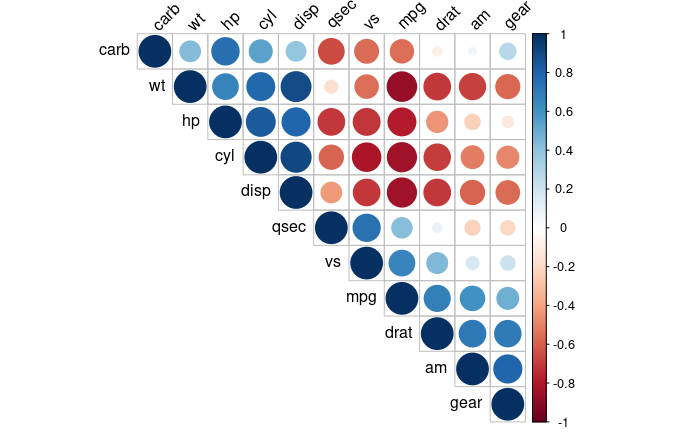 carb wt hp cyl disp qsec vs mpg drat am gear
carb
wt
hp
cyl
disp
qsec
vs
mpg
drat
am
gear
1
0.8
0.6
0.4
0.2
0
-0.2
-0.4
-0.6
-0.8
-1